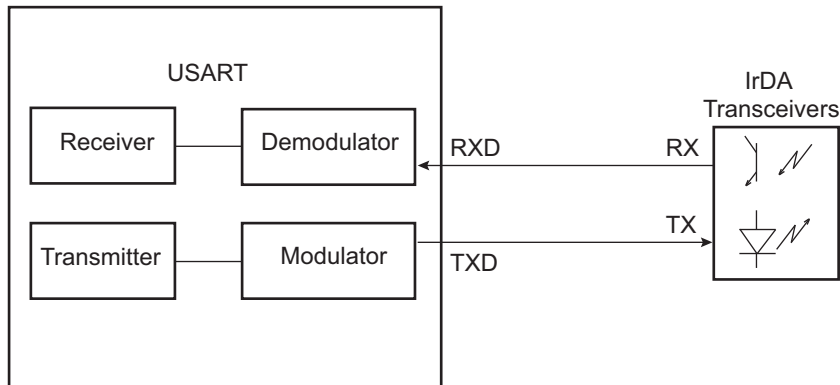 USART
IrDA
Transceivers
Receiver
Demodulator
RXD
RX
Transmitter
Modulator
TX
TXD